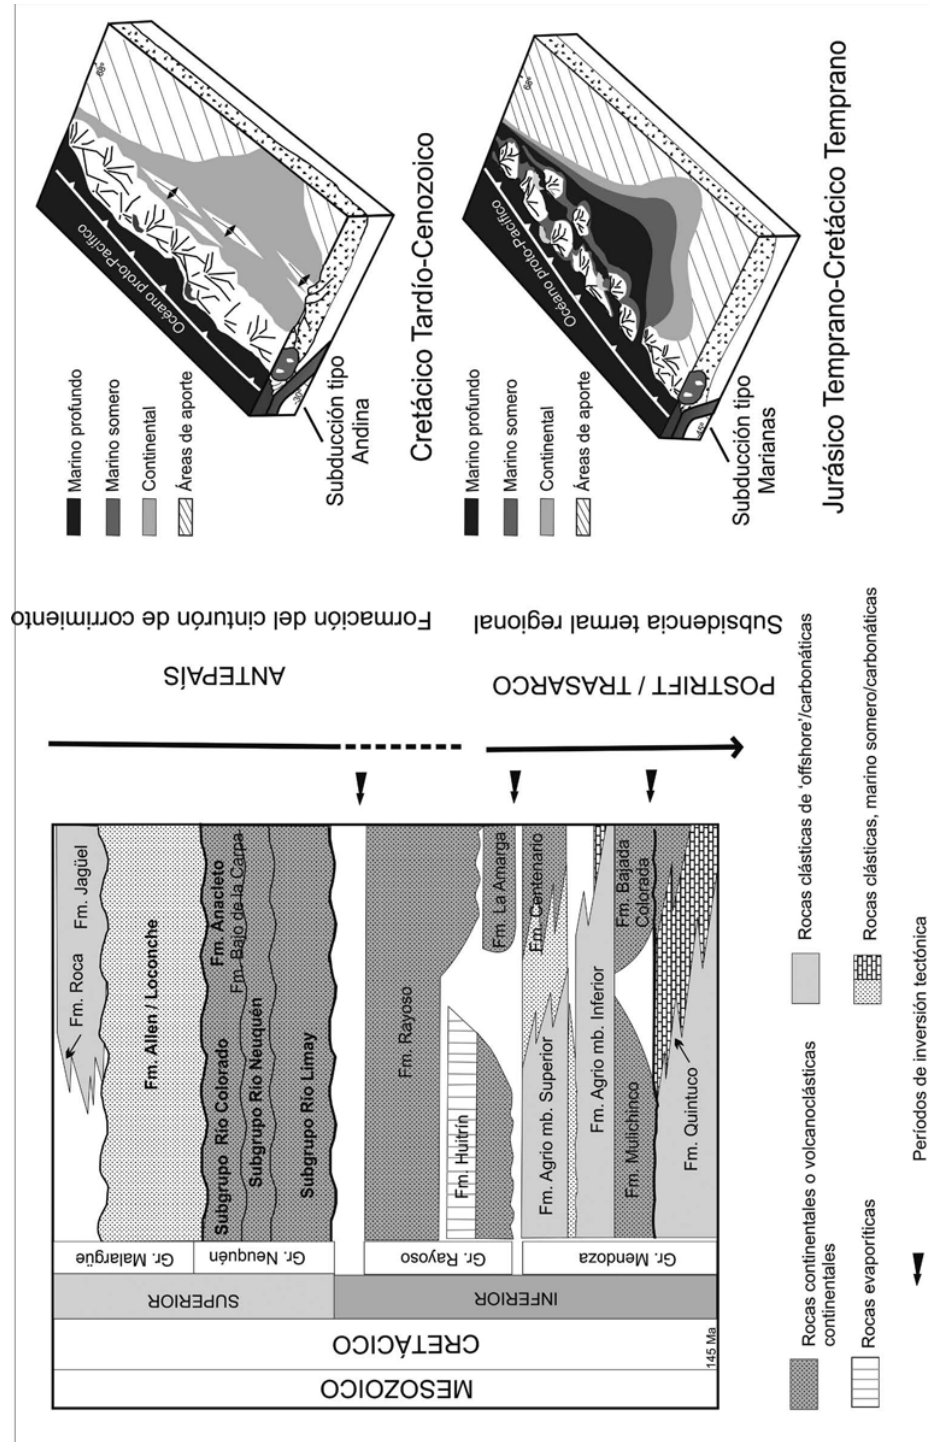 MESOZOICO
CRETÁCICO
145 Ma
SUPERIOR
INFERIOR
Gr. Malargüe
Gr. Neuquén
Gr. Rayoso
Gr. Mendoza
Fm. Roca
Fm. Jagüel
Fm. Allen / Loconche
Subgrupo Río Colorado
Fm. Anacleto
Fm. Bajo de la Carpa
Subgrupo Río Neuquén
Subgrupo Río Limay
Fm. Rayoso
Fm. Huitrín
Fm. La Amarga
Fm. Agrio mb. Superior
Fm. Centenario
Fm. Agrio mb. Inferior
Fm. Mulichinco
Fm. Bajada
Colorada
Fm. Quintuco
ANTEPAÍS
Formación del cinturón de corrimiento
POSTRIFT / TRASARCO
Subsidencia termal regional
Marino profundo
Marino somero
Continental
Áreas de aporte
Océano proto-Pacífico
68º
30º
Subducción tipo
Andina
Cretácico Tardío-Cenozoico
Marino profundo
Marino somero
Continental
Áreas de aporte
Océano proto-Pacífico
68º
Subducción tipo
Marianas
Jurásico Temprano-Cretácico Temprano
Rocas continentales o volcanoclásticas
continentales
Rocas clásticas de 'offshore'/carbonáticas
Rocas evaporíticas
Rocas clásticas, marino somero/carbonáticas
Períodos de inversión tectónica